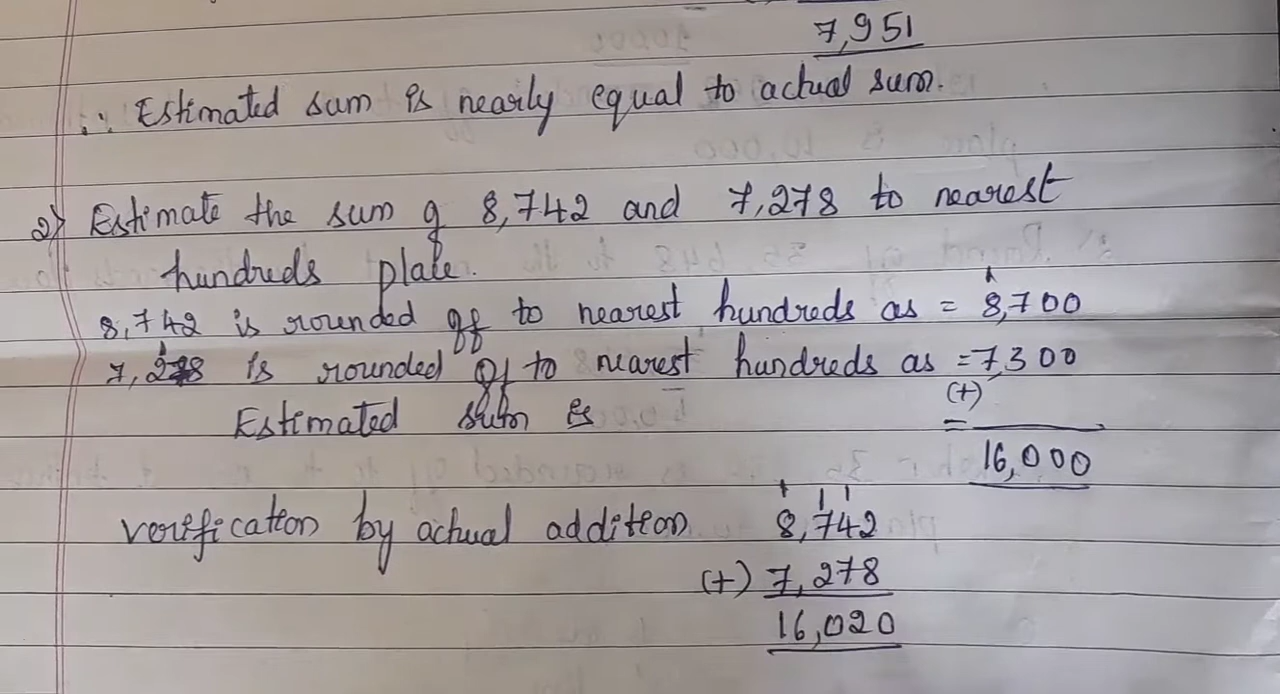 7,951
∴ Estimated sum is nearly equal to actual sum.
2) Estimate the sum of 8,742 and 7,278 to nearest
hundreds place.
8,742 is rounded off to nearest hundreds as = 8,700
7,278 is rounded off to nearest hundreds as = 7,300
(+)
Estimated sum is =
16,000
verification by actual addition 8,742
(+) 7,278
16,020